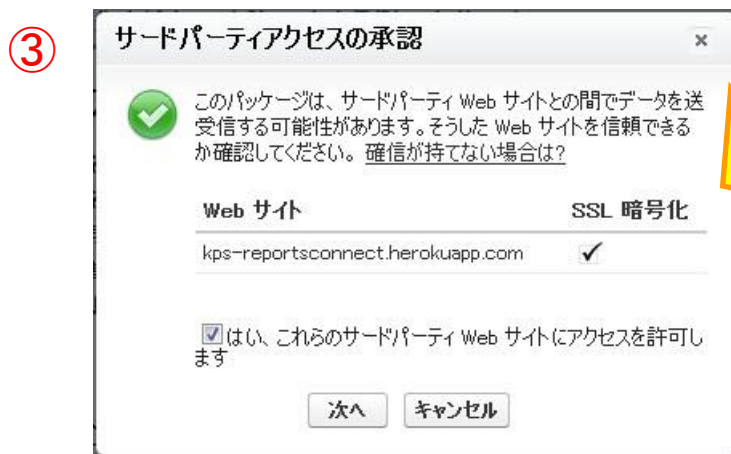 ③
サードパーティアクセスの承認
×
このパッケージは、サードパーティ Web サイトとの間でデータを送
受信する可能性があります。そうした Web サイトを信頼できる
か確認してください。 確信が持てない場合は?
Web サイト SSL 暗号化
kps-reportsconnect.herokuapp.com ✓
はい、これらのサードパーティ Web サイトにアクセスを許可し
ます
次へ キャンセル